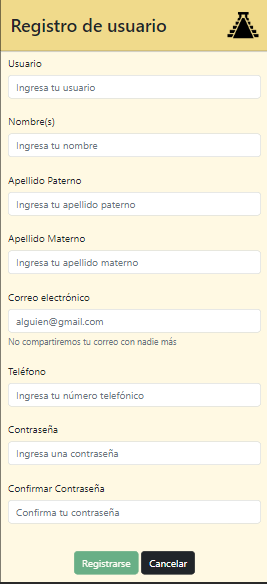 Registro de usuario
Usuario
Ingresa tu usuario
Nombre(s)
Ingresa tu nombre
Apellido Paterno
Ingresa tu apellido paterno
Apellido Materno
Ingresa tu apellido materno
Correo electrónico
alguien@gmail.com
No compartiremos tu correo con nadie más
Teléfono
Ingresa tu número telefónico
Contraseña
Ingresa una contraseña
Confirmar Contraseña
Confirma tu contraseña
Registrarse Cancelar